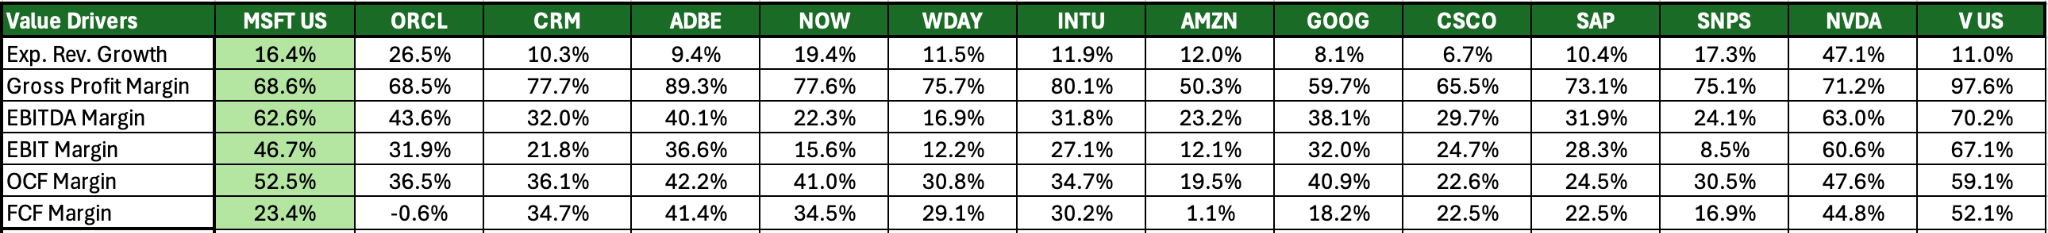 Value Drivers MSFT US ORCL CRM ADBE NOW WDAY INTU AMZN GOOG CSCO SAP SNPS NVDA V US
Exp. Rev. Growth 16.4% 26.5% 10.3% 9.4% 19.4% 11.5% 11.9% 12.0% 8.1% 6.7% 10.4% 17.3% 47.1% 11.0%
Gross Profit Margin 68.6% 68.5% 77.7% 89.3% 77.6% 75.7% 80.1% 50.3% 59.7% 65.5% 73.1% 75.1% 71.2% 97.6%
EBITDA Margin 62.6% 43.6% 32.0% 40.1% 22.3% 16.9% 31.8% 23.2% 38.1% 29.7% 31.9% 24.1% 63.0% 70.2%
EBIT Margin 46.7% 31.9% 21.8% 36.6% 15.6% 12.2% 27.1% 12.1% 32.0% 24.7% 28.3% 8.5% 60.6% 67.1%
OCF Margin 52.5% 36.5% 36.1% 42.2% 41.0% 30.8% 34.7% 19.5% 40.9% 22.6% 24.5% 30.5% 47.6% 59.1%
FCF Margin 23.4% -0.6% 34.7% 41.4% 34.5% 29.1% 30.2% 1.1% 18.2% 22.5% 22.5% 16.9% 44.8% 52.1%